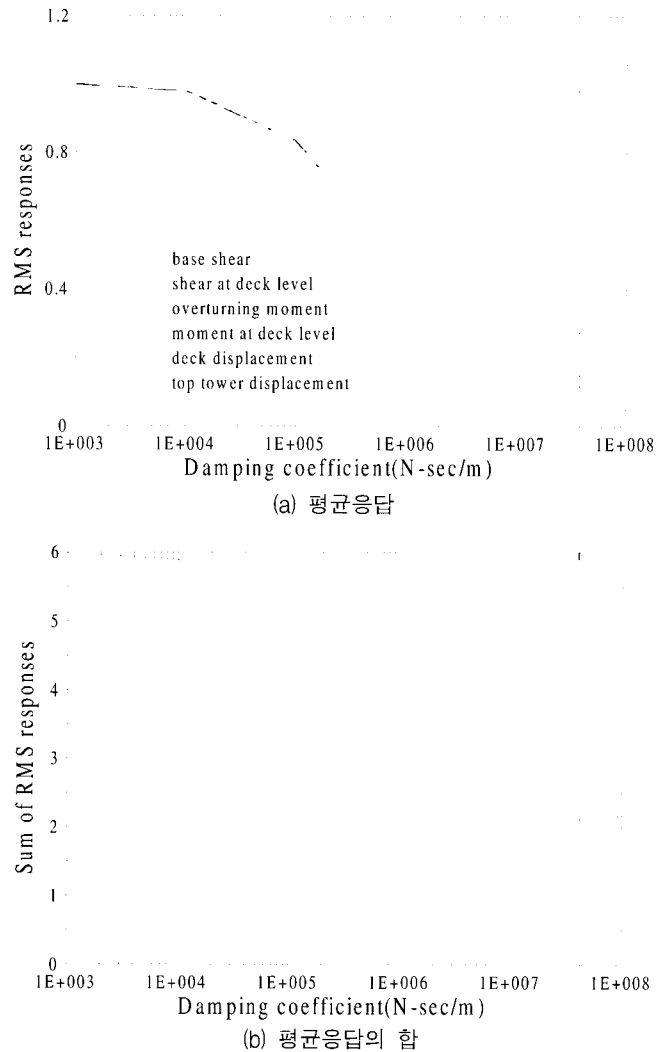 1.2
0.8
0.4
0
RMS responses
base shear
shear at deck level
overturning moment
moment at deck level
deck displacement
top tower displacement
1E+003 1E+004 1E+005 1E+006 1E+007 1E+008
Damping coefficient(N-sec/m)
(a) 평균응답
6
5
4
3
2
1
0
Sum of RMS responses
1E+003 1E+004 1E+005 1E+006 1E+007 1E+008
Damping coefficient(N-sec/m)
(b) 평균응답의 합